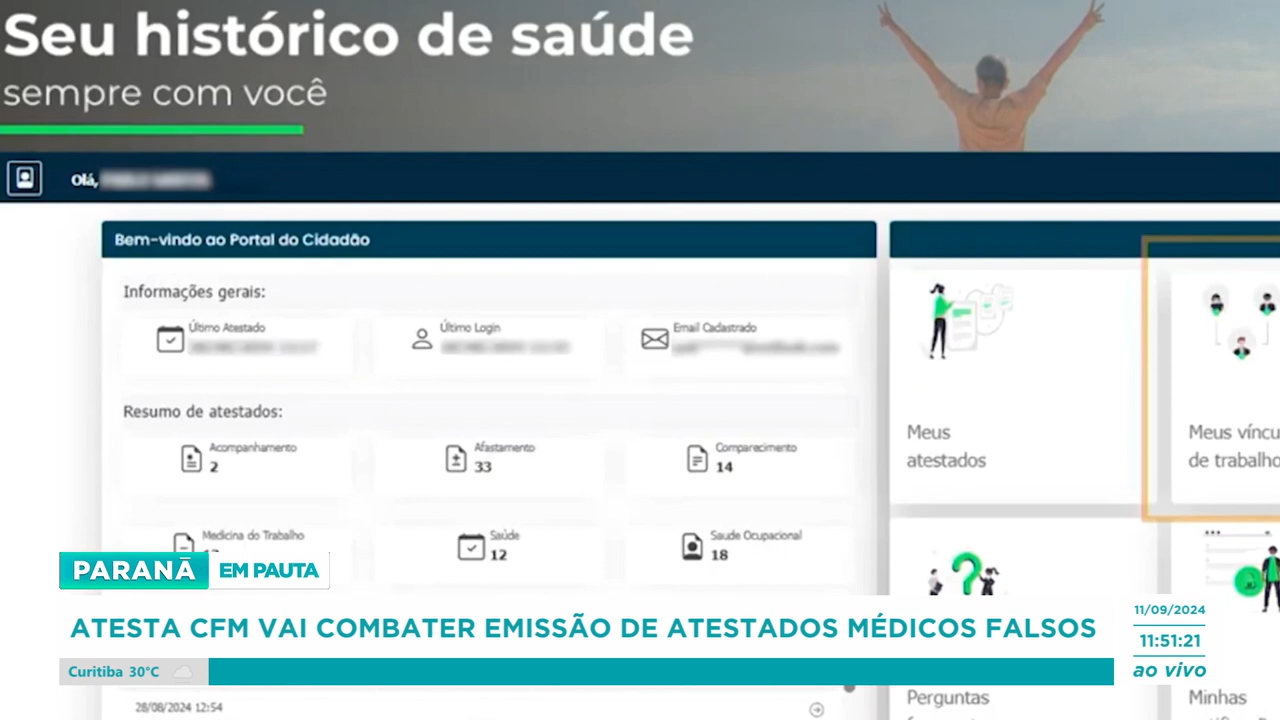 Seu histórico de saúde
sempre com você
Olá,
Bem-vindo ao Portal do Cidadão
Informações gerais:
Último Atestado
Último Login
Email Cadastrado
Resumo de atestados:
Acompanhamento
2
Afastamento
33
Comparecimento
14
Medicina do Trabalho
Saúde
12
Saude Ocupacional
18
Meus
atestados
Meus víncu
de trabalho
PARANÁ EM PAUTA
ATESTA CFM VAI COMBATER EMISSÃO DE ATESTADOS MÉDICOS FALSOS
11/09/2024
11:51:21
ao vivo
Curitiba 30°C
28/08/2024 12:54
Perguntas
Minhas